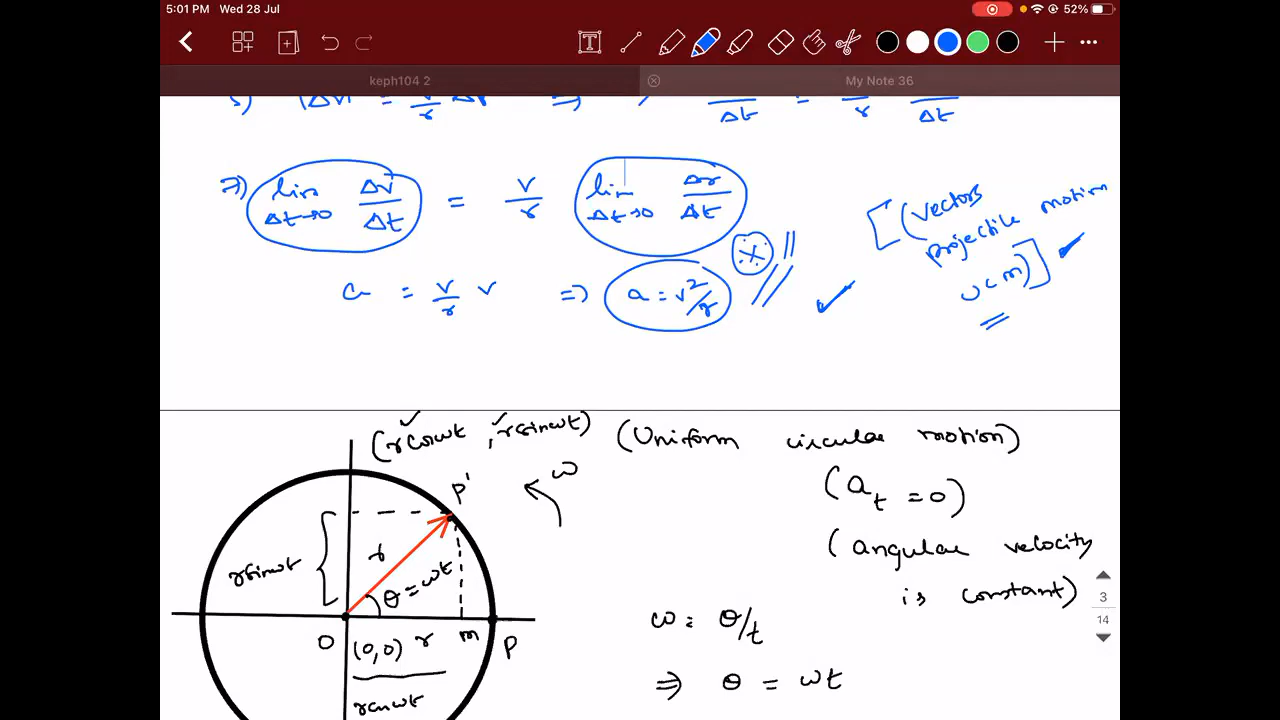 5:01 PM Wed 28 Jul
52%
keph104 2
My Note 36
Δt = r Δt
⇒) lim Δt→0 Δv/Δt = v/r lim Δt→0 Δr/Δt
a = v/r v ⇒) a = v²/r
[(vectors
projectile motion
UCM)]
(rcosωt, rsinωt) (Uniform circular motion)
(at = 0)
(angular velocity
is constant)
P' ω
r
rsinωt
θ = ωt
O (0,0) r m P
rcosωt
ω = θ/t
⇒ θ = ωt
3
14